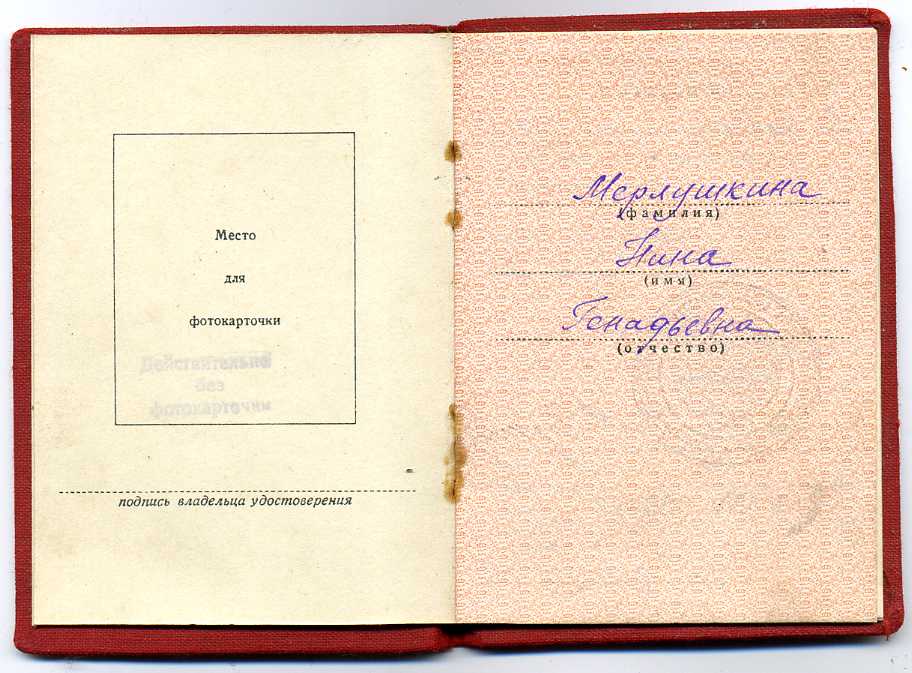 Место
для
фотокарточки
Действительно
без
фотокарточки
подпись владельца удостоверения
Мерлушкина
(фамилия)
Нина
(имя)
Генадьевна
(отчество)